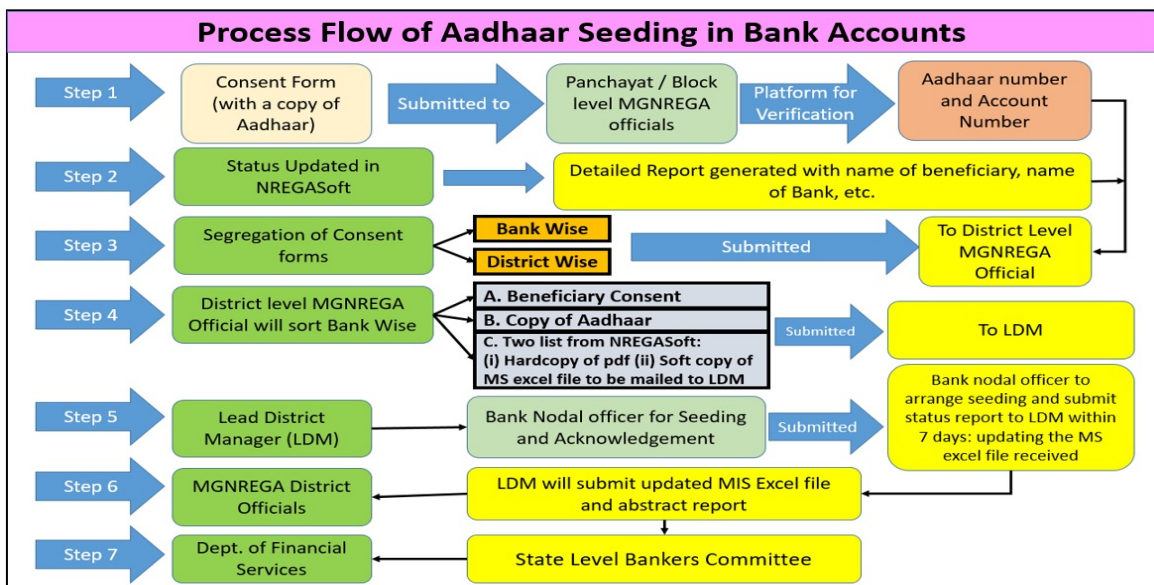 Process Flow of Aadhaar Seeding in Bank Accounts
Step 1
Consent Form
(with a copy of
Aadhaar)
Submitted to
Panchayat / Block
level MGNREGA
officials
Platform for
Verification
Aadhaar number
and Account
Number
Step 2
Status Updated in
NREGASoft
Detailed Report generated with name of beneficiary, name
of Bank, etc.
Step 3
Segregation of Consent
forms
Bank Wise
District Wise
Submitted
To District Level
MGNREGA
Official
Step 4
District level MGNREGA
Official will sort Bank Wise
A. Beneficiary Consent
B. Copy of Aadhaar
C. Two list from NREGASoft:
(i) Hardcopy of pdf (ii) Soft copy of
MS excel file to be mailed to LDM
Submitted
To LDM
Step 5
Lead District
Manager (LDM)
Bank Nodal officer for Seeding
and Acknowledgement
Submitted
Bank nodal officer to
arrange seeding and submit
status report to LDM within
7 days: updating the MS
excel file received
Step 6
MGNREGA District
Officials
LDM will submit updated MIS Excel file
and abstract report
Step 7
Dept. of Financial
Services
State Level Bankers Committee